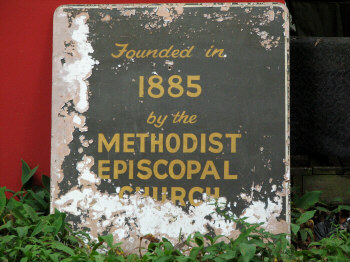 Founded in
1885
by the
METHODIST
EPISCOPAL
CHURCH